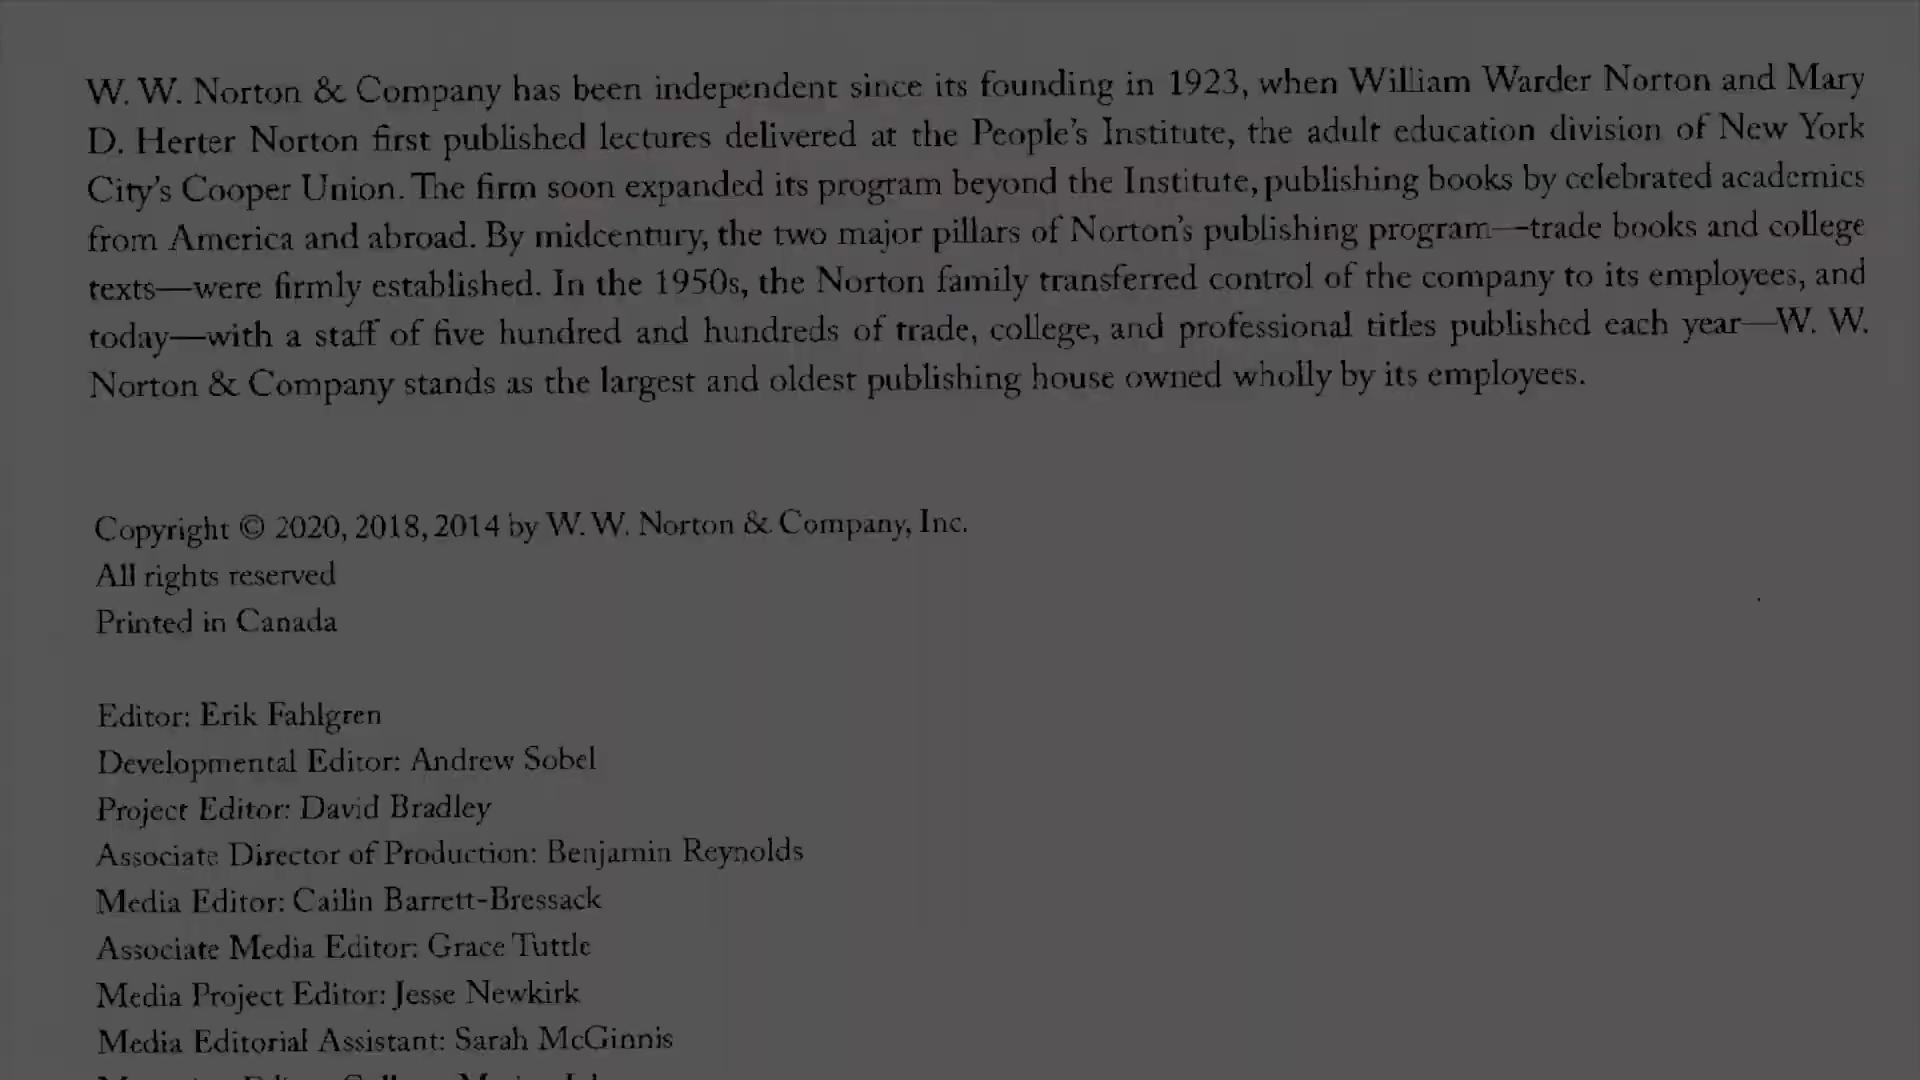 W. W. Norton & Company has been independent since its founding in 1923, when William Warder Norton and Mary
D. Herter Norton first published lectures delivered at the People's Institute, the adult education division of New York
City's Cooper Union. The firm soon expanded its program beyond the Institute, publishing books by celebrated academics
from America and abroad. By midcentury, the two major pillars of Norton's publishing program—trade books and college
texts—were firmly established. In the 1950s, the Norton family transferred control of the company to its employees, and
today—with a staff of five hundred and hundreds of trade, college, and professional titles published each year—W. W.
Norton & Company stands as the largest and oldest publishing house owned wholly by its employees.
Copyright © 2020, 2018, 2014 by W. W. Norton & Company, Inc.
All rights reserved
Printed in Canada
Editor: Erik Fahlgren
Developmental Editor: Andrew Sobel
Project Editor: David Bradley
Associate Director of Production: Benjamin Reynolds
Media Editor: Cailin Barrett-Bressack
Associate Media Editor: Grace Tuttle
Media Project Editor: Jesse Newkirk
Media Editorial Assistant: Sarah McGinnis